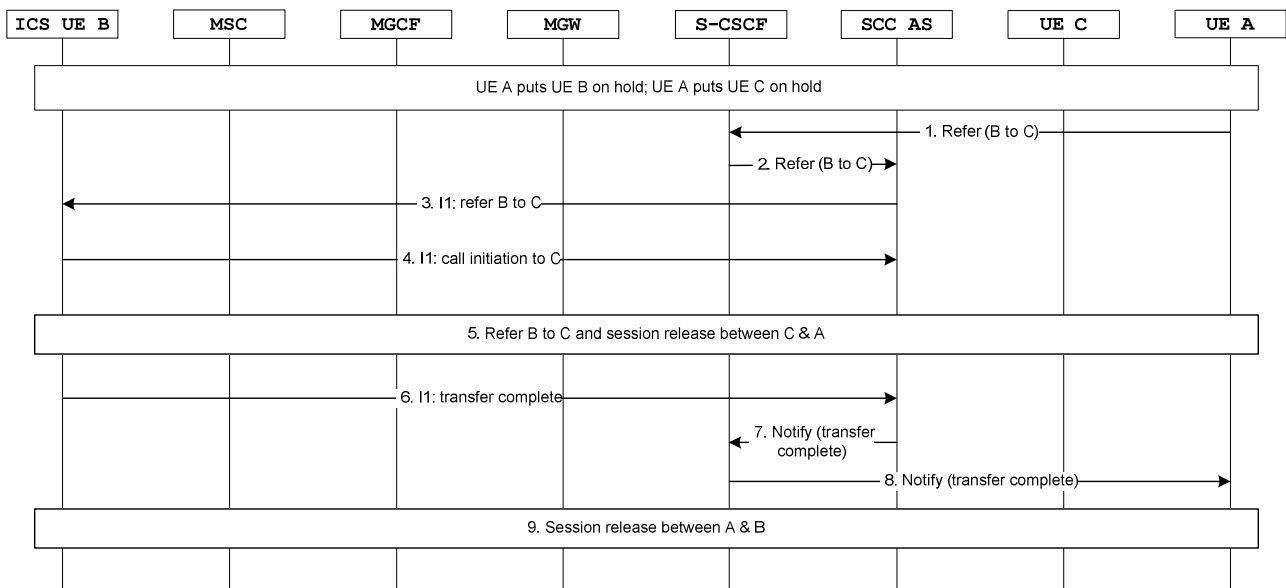 ICS UE B
MSC
MGCF
MGW
S-CSCF
SCC AS
UE C
UE A
UE A puts UE B on hold; UE A puts UE C on hold
1. Refer (B to C)
2. Refer (B to C)
3. I1: refer B to C
4. I1: call initiation to C
5. Refer B to C and session release between C & A
6. I1: transfer complete
7. Notify (transfer
complete)
8. Notify (transfer complete)
9. Session release between A & B